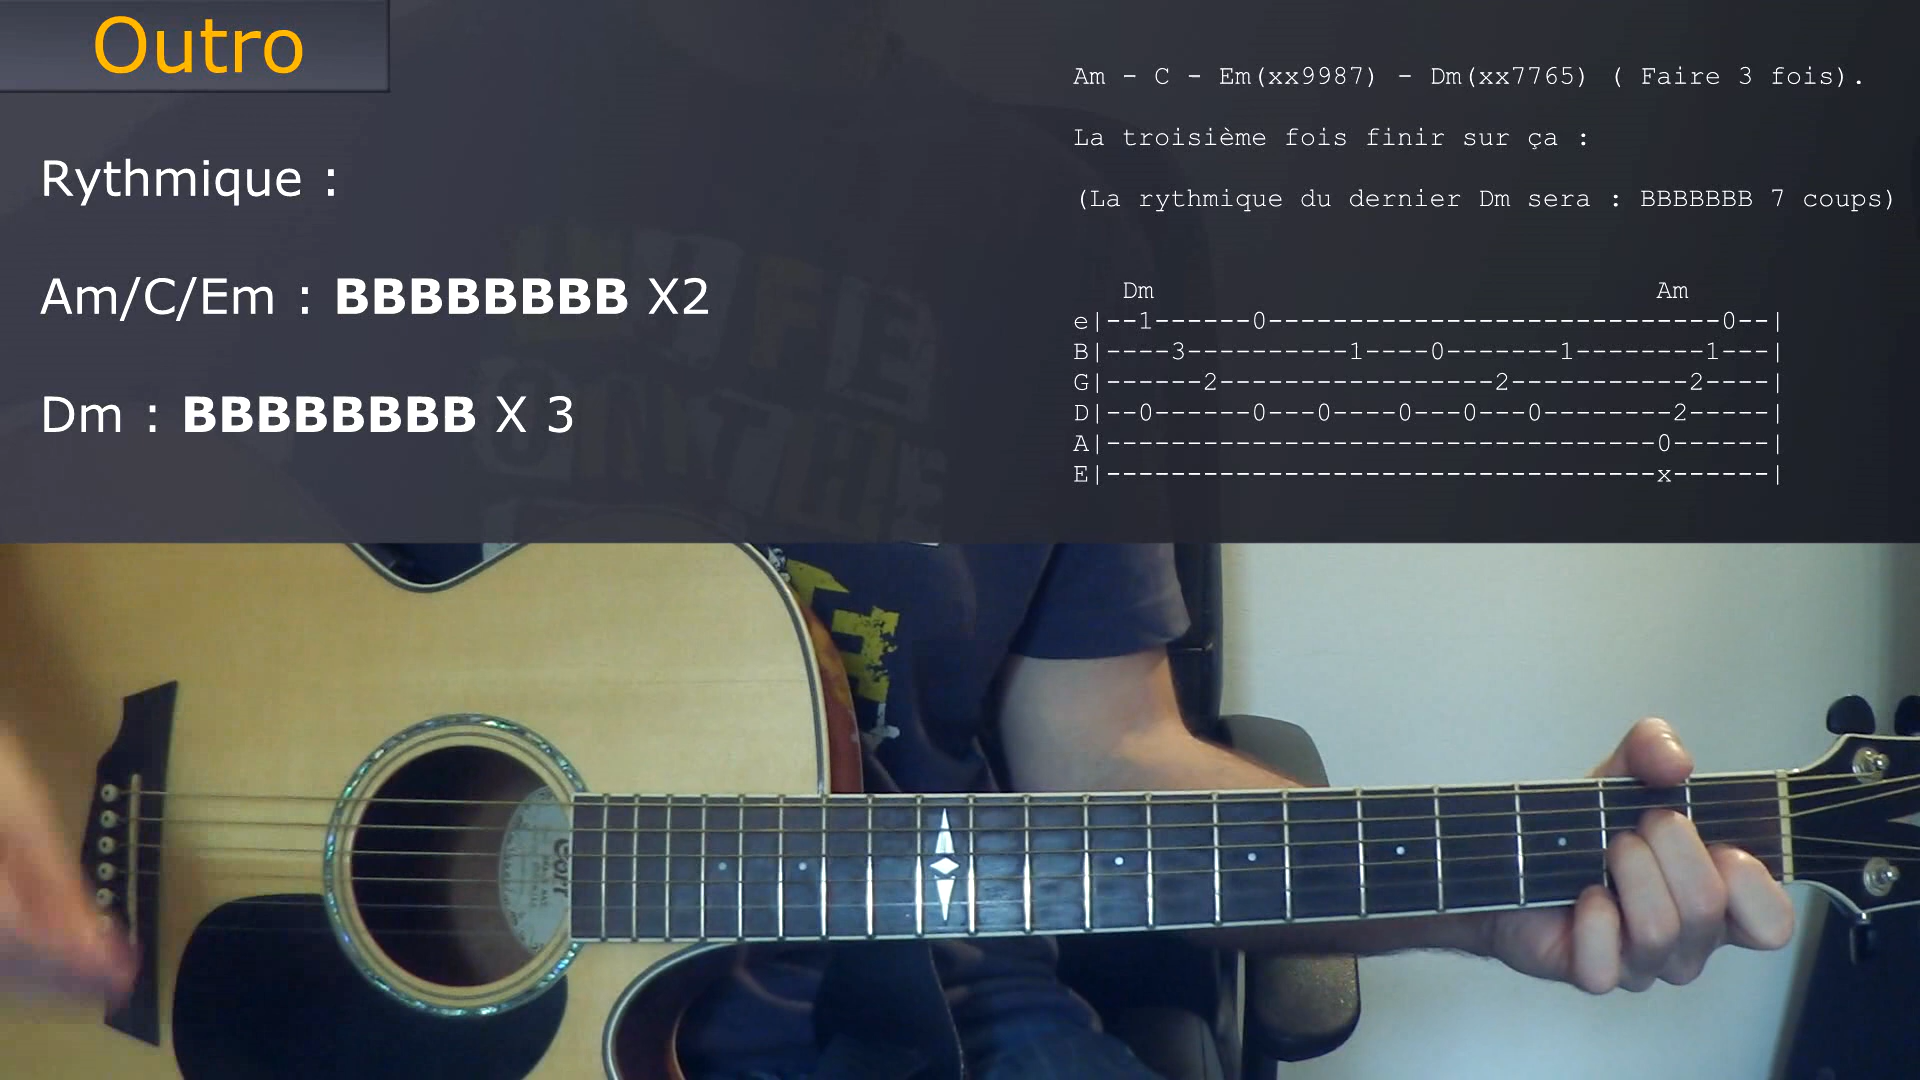 Outro
Rythmique :
Am/C/Em : BBBBBBBB X2
Dm : BBBBBBBB X 3
Am - C - Em(xx9987) - Dm(xx7765) ( Faire 3 fois).
La troisième fois finir sur ça :
(La rythmique du dernier Dm sera : BBBBBBB 7 coups)
Dm                               Am
e|--1------0----------------------------0--|
B|----3----------1----0-------1--------1---|
G|------2-----------------2-----------2----|
D|--0------0---0----0---0---0--------2-----|
A|----------------------------------0------|
E|----------------------------------x------|
Cort